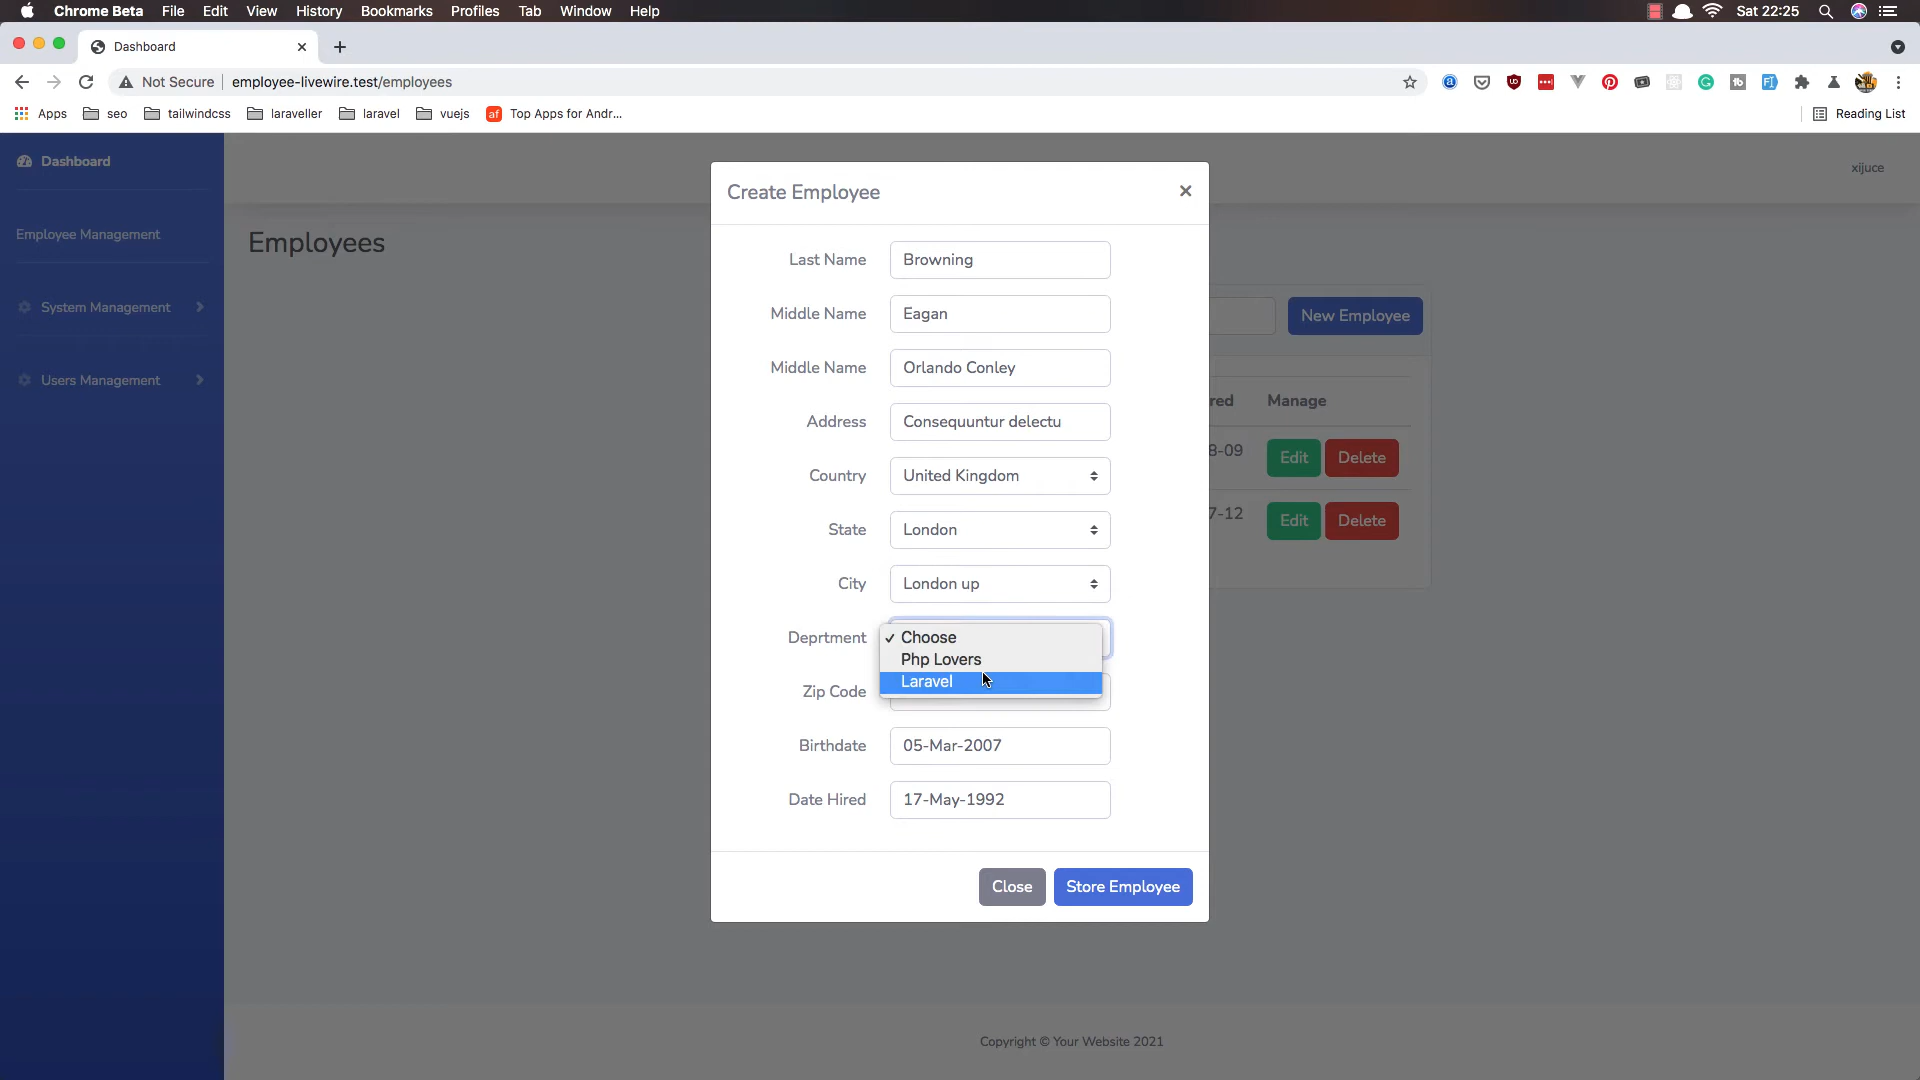 Chrome Beta File Edit View History Bookmarks Profiles Tab Window Help Sat 22:25
Dashboard
Not Secure employee-livewire.test/employees
Apps seo tailwindcss laraveller laravel vuejs af Top Apps for Andr... Reading List
Dashboard
xijuce
Employee Management
System Management
Users Management
Employees
New Employee
red Manage
8-09 Edit Delete
7-12 Edit Delete
Create Employee
Last Name Browning
Middle Name Eagan
Middle Name Orlando Conley
Address Consequuntur delectu
Country United Kingdom
State London
City London up
Deprtment ✓ Choose
Php Lovers
Laravel
Zip Code
Birthdate 05-Mar-2007
Date Hired 17-May-1992
Close Store Employee
Copyright © Your Website 2021